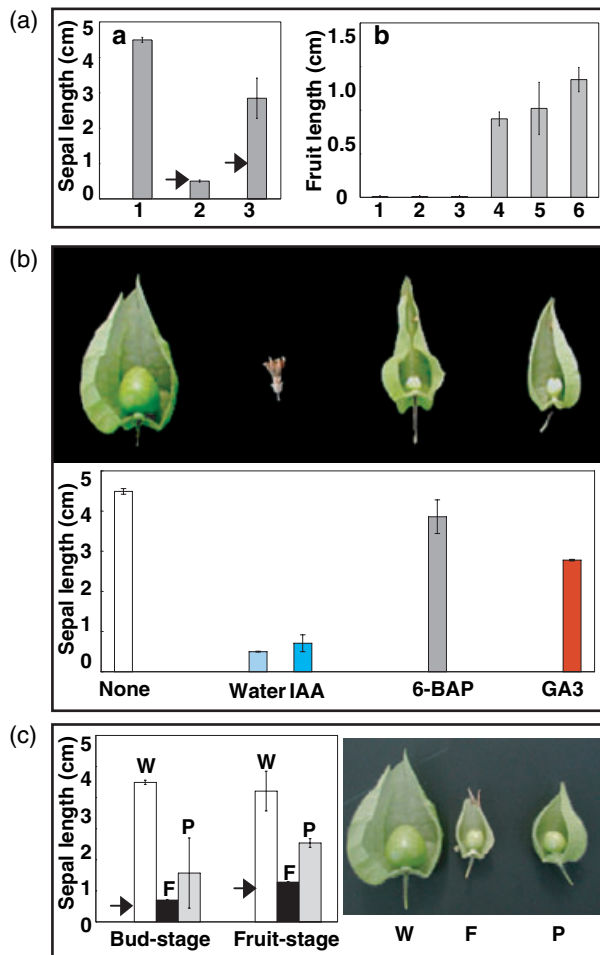 (a)
a
Sepal length (cm)
5
4
3
2
1
0
1 2 3
b
Fruit length (cm)
1.5
1.0
0.5
0
1 2 3 4 5 6
(b)
Sepal length (cm)
5
4
3
2
1
0
None Water IAA 6-BAP GA3
(c)
Sepal length (cm)
5
4
3
2
1
0
W F P
W F P
Bud-stage Fruit-stage
W F P